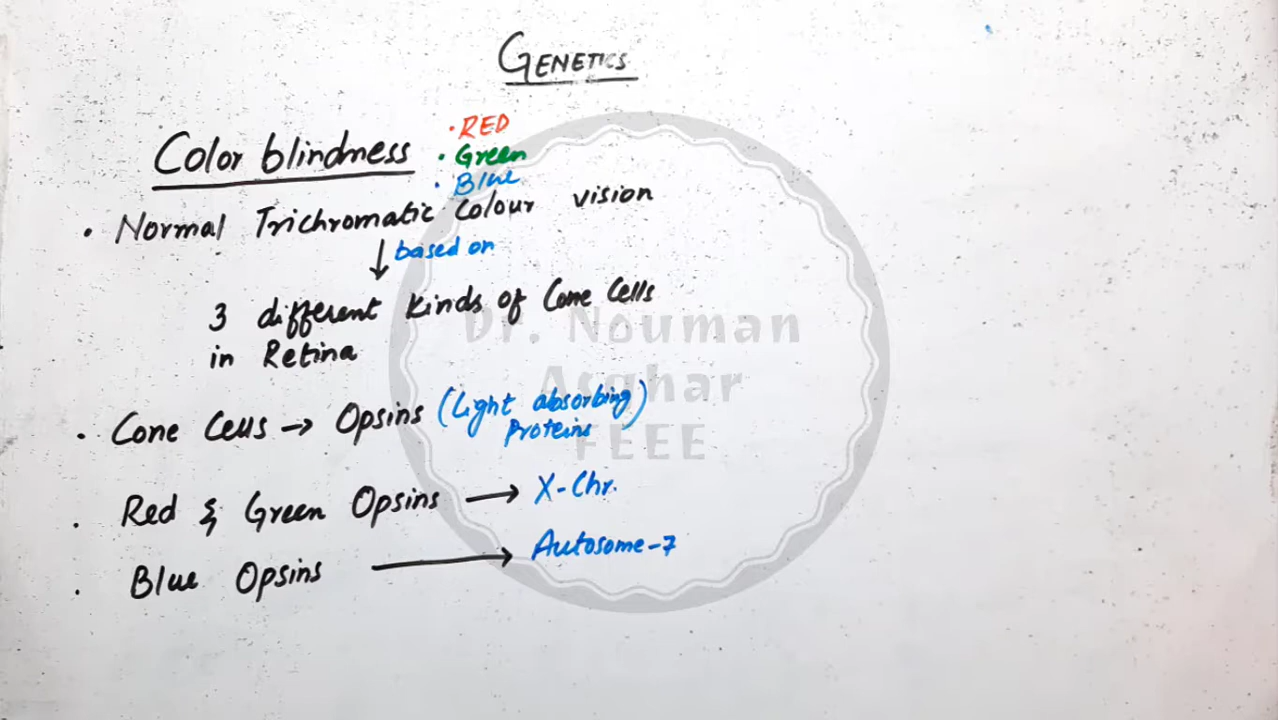 GENETICS
Color blindness
• RED
• Green
• Blue
• Normal Trichromatic Colour vision
↓ based on
3 different kinds of Cone Cells
in Retina
• Cone Cells → Opsins (Light absorbing)
Proteins
• Red & Green Opsins → X-Chr.
• Blue Opsins → Autosome-7
Dr. Nouman
Asghar
FEEE